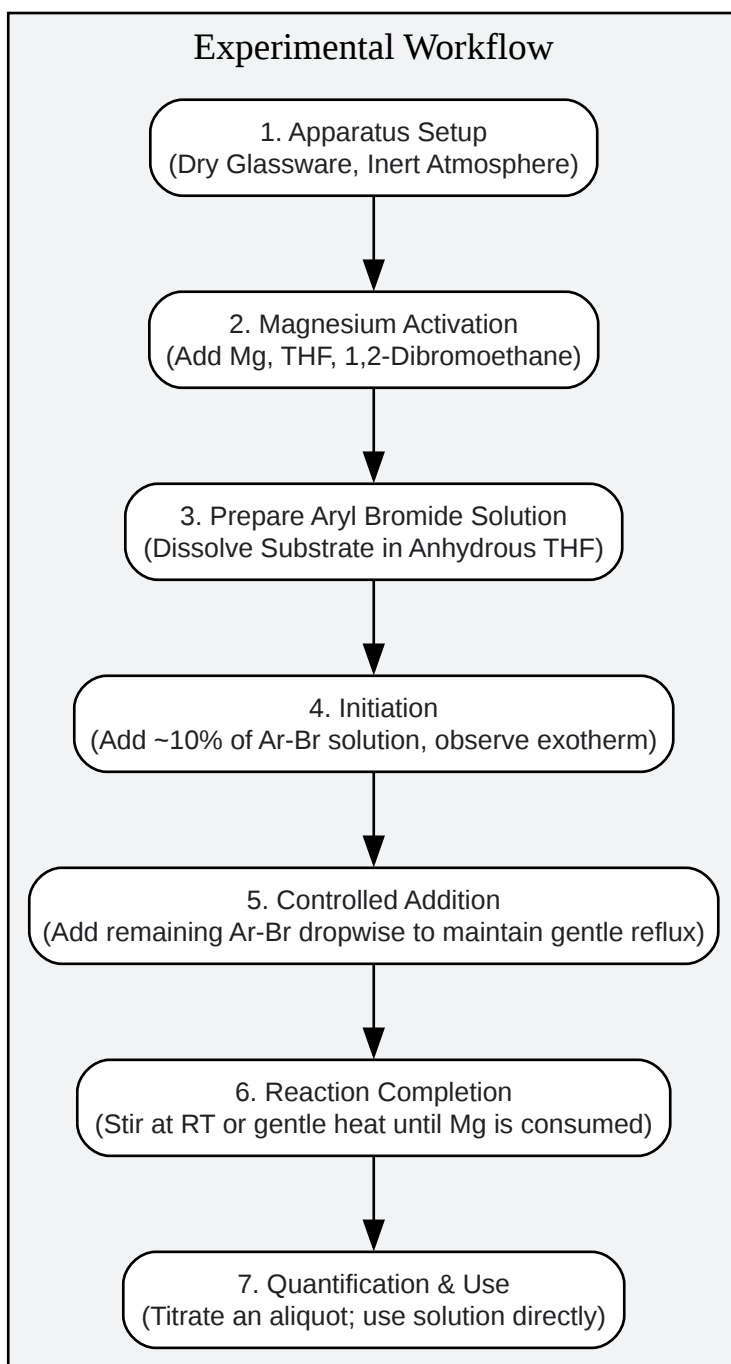 Experimental Workflow
1. Apparatus Setup
(Dry Glassware, Inert Atmosphere)
2. Magnesium Activation
(Add Mg, THF, 1,2-Dibromoethane)
3. Prepare Aryl Bromide Solution
(Dissolve Substrate in Anhydrous THF)
4. Initiation
(Add ~10% of Ar-Br solution, observe exotherm)
5. Controlled Addition
(Add remaining Ar-Br dropwise to maintain gentle reflux)
6. Reaction Completion
(Stir at RT or gentle heat until Mg is consumed)
7. Quantification & Use
(Titrate an aliquot; use solution directly)